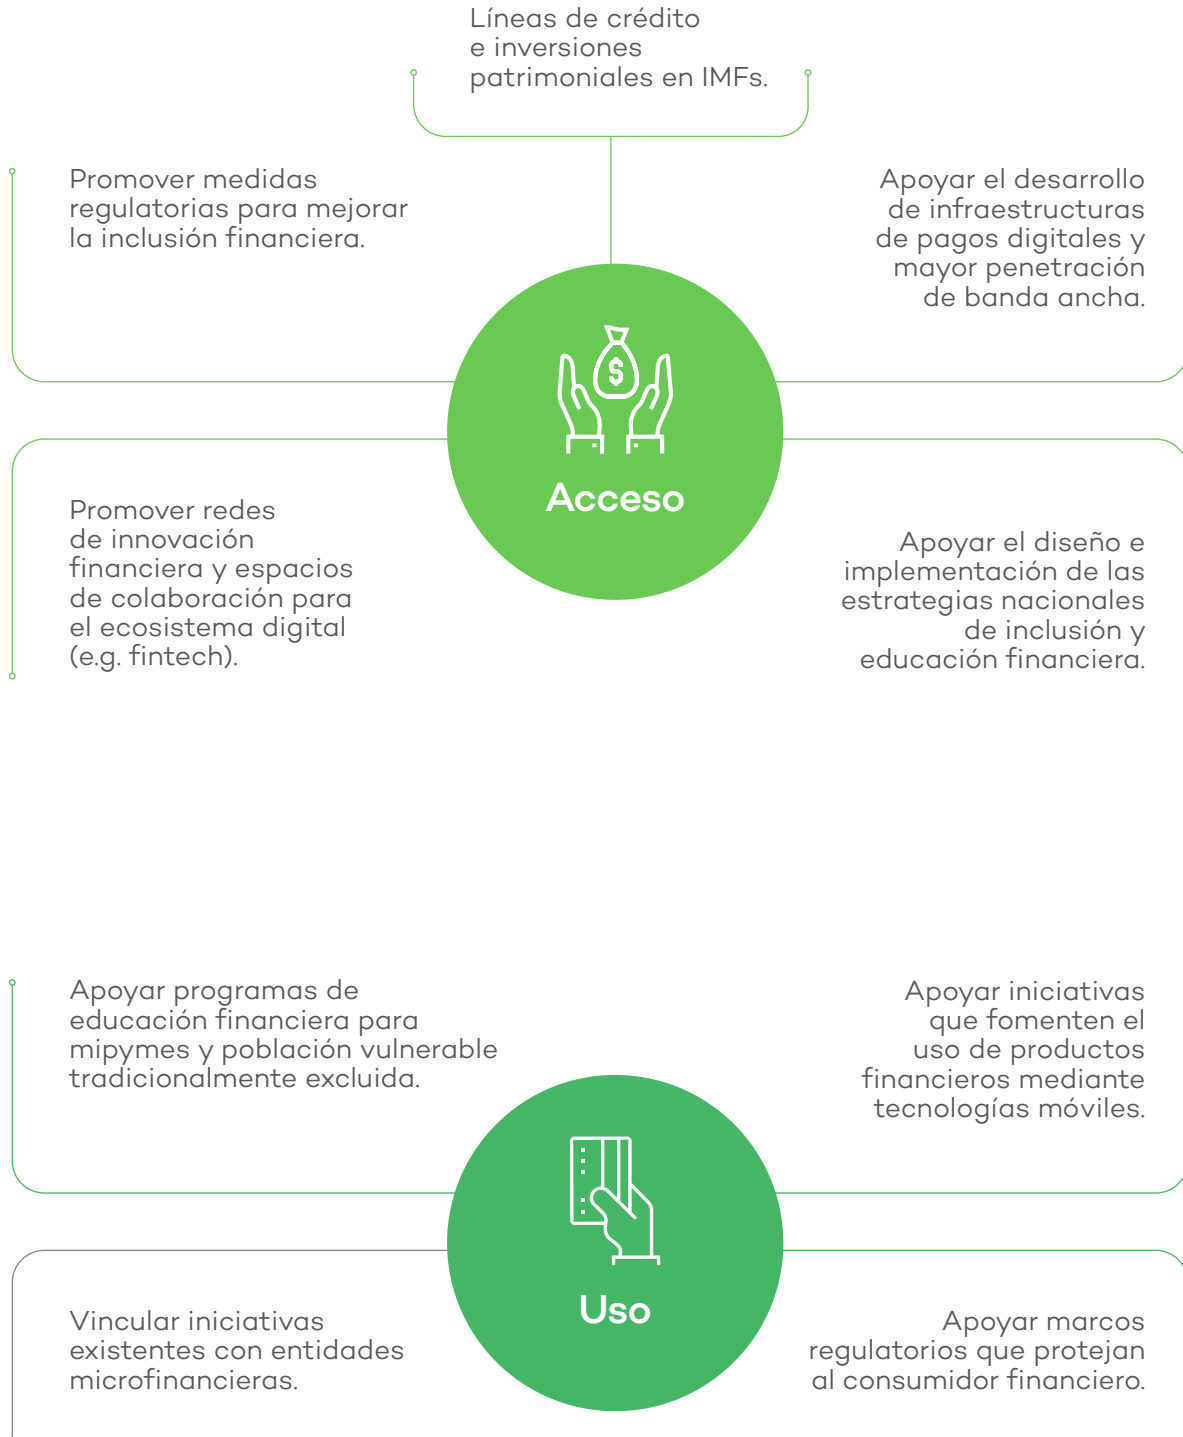 Líneas de crédito
e inversiones
patrimoniales en IMFs.
Promover medidas
regulatorias para mejorar
la inclusión financiera.
Apoyar el desarrollo
de infraestructuras
de pagos digitales y
mayor penetración
de banda ancha.
$
Acceso
Promover redes
de innovación
financiera y espacios
de colaboración para
el ecosistema digital
(e.g. fintech).
Apoyar el diseño e
implementación de las
estrategias nacionales
de inclusión y
educación financiera.
Apoyar programas de
educación financiera para
mipymes y población vulnerable
tradicionalmente excluida.
Apoyar iniciativas
que fomenten el
uso de productos
financieros mediante
tecnologías móviles.
Uso
Vincular iniciativas
existentes con entidades
microfinancieras.
Apoyar marcos
regulatorios que protejan
al consumidor financiero.